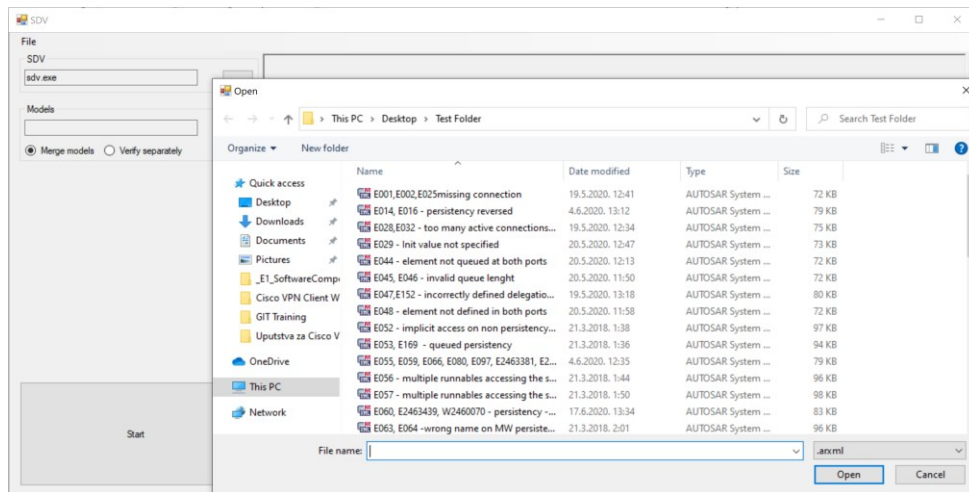 SDV
File
SDV
sdv.exe
Models
Merge models Verify separately
Start
Open
This PC > Desktop > Test Folder
Search Test Folder
Organize New folder
Quick access
Desktop
Downloads
Documents
Pictures
_E1_SoftwareCompo
Cisco VPN Client W
GIT Training
Uputstva za Cisco V
OneDrive
This PC
Network
Name Date modified Type Size
E001,E002,E025missing connection 19.5.2020. 12:41 AUTOSAR System ... 72 KB
E014, E016 - persistency reversed 4.6.2020. 13:12 AUTOSAR System ... 79 KB
E028,E032 - too many active connections... 19.5.2020. 12:34 AUTOSAR System ... 75 KB
E029 - Init value not specified 20.5.2020. 12:47 AUTOSAR System ... 73 KB
E044 - element not queued at both ports 20.5.2020. 12:13 AUTOSAR System ... 72 KB
E045, E046 - invalid queue lenght 20.5.2020. 11:50 AUTOSAR System ... 72 KB
E047,E152 - incorrectly defined delegatio... 19.5.2020. 13:18 AUTOSAR System ... 80 KB
E048 - element not defined in both ports 20.5.2020. 11:58 AUTOSAR System ... 72 KB
E052 - implicit access on non persistency... 21.3.2018. 1:38 AUTOSAR System ... 97 KB
E053, E169 - queued persistency 21.3.2018. 1:36 AUTOSAR System ... 94 KB
E055, E059, E066, E080, E097, E2463381, E2... 4.6.2020. 12:35 AUTOSAR System ... 79 KB
E056 - multiple runnables accessing the s... 21.3.2018. 1:44 AUTOSAR System ... 96 KB
E057 - multiple runnables accessing the s... 21.3.2018. 1:50 AUTOSAR System ... 98 KB
E060, E2463439, W2460070 - persistency -... 17.6.2020. 13:34 AUTOSAR System ... 83 KB
E063, E064 -wrong name on MW persiste... 21.3.2018. 2:01 AUTOSAR System ... 96 KB
File name: .arxml
Open Cancel